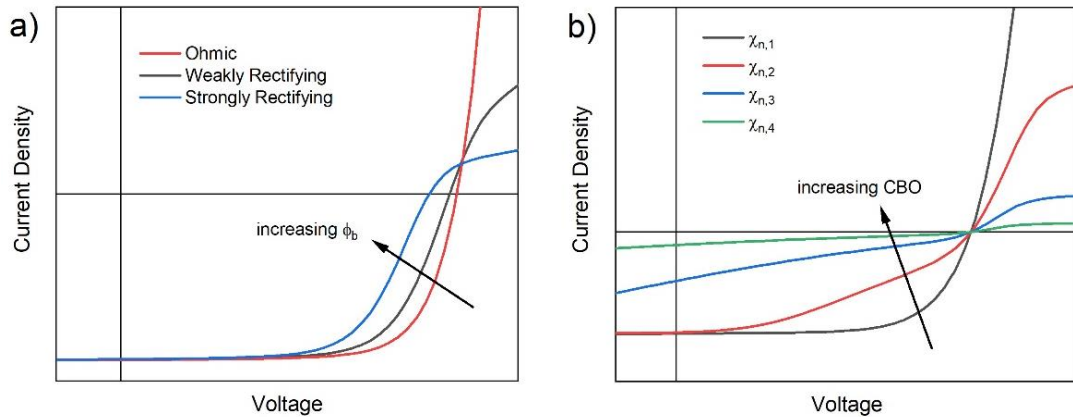 a)
Ohmic
Weakly Rectifying
Strongly Rectifying
increasing ϕb
Current Density
Voltage
b)
χn,1
χn,2
χn,3
χn,4
increasing CBO
Current Density
Voltage